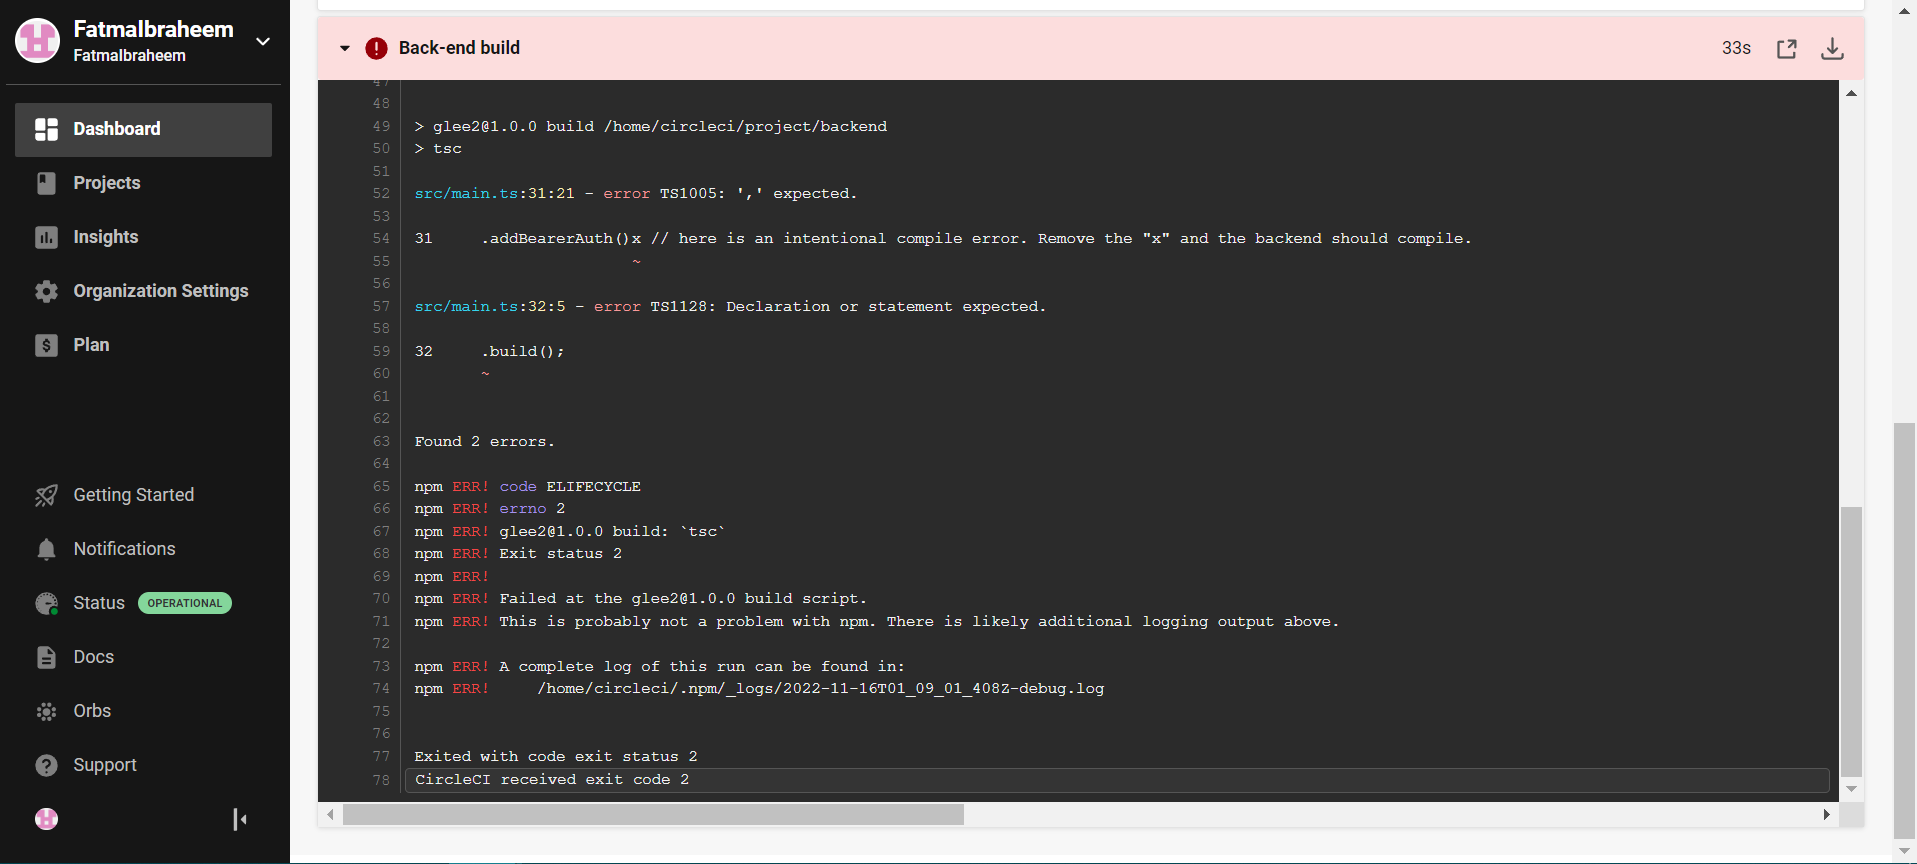 FatmaIbraheem
FatmaIbraheem
Dashboard
Projects
Insights
Organization Settings
Plan
Getting Started
Notifications
Status OPERATIONAL
Docs
Orbs
Support
Back-end build 33s
47
48
49 > glee2@1.0.0 build /home/circleci/project/backend
50 > tsc
51
52 src/main.ts:31:21 - error TS1005: ',' expected.
53
54 31 .addBearerAuth()x // here is an intentional compile error. Remove the "x" and the backend should compile.
55 ~
56
57 src/main.ts:32:5 - error TS1128: Declaration or statement expected.
58
59 32 .build();
60 ~
61
62
63 Found 2 errors.
64
65 npm ERR! code ELIFECYCLE
66 npm ERR! errno 2
67 npm ERR! glee2@1.0.0 build: `tsc`
68 npm ERR! Exit status 2
69 npm ERR!
70 npm ERR! Failed at the glee2@1.0.0 build script.
71 npm ERR! This is probably not a problem with npm. There is likely additional logging output above.
72
73 npm ERR! A complete log of this run can be found in:
74 npm ERR! /home/circleci/.npm/_logs/2022-11-16T01_09_01_408Z-debug.log
75
76
77 Exited with code exit status 2
78 CircleCI received exit code 2